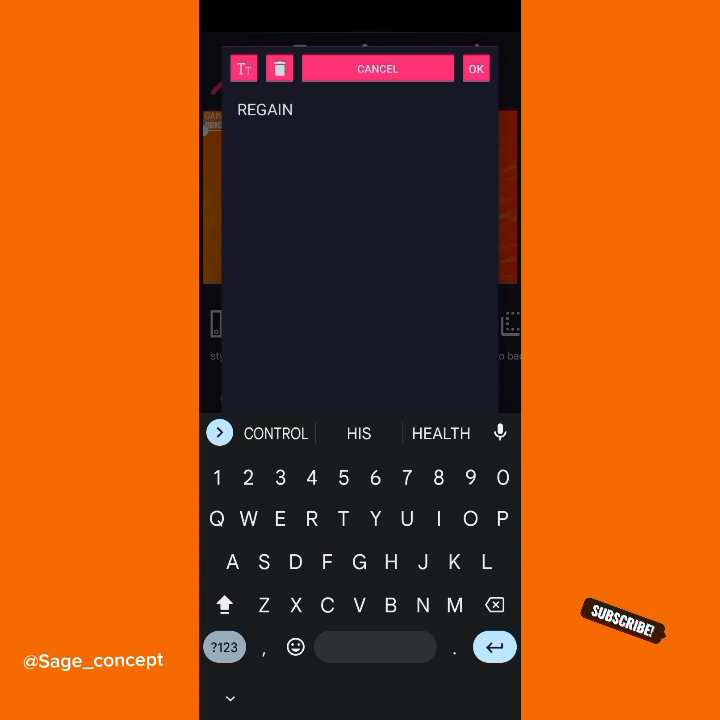 TT
CANCEL
OK
REGAIN
CONTROL
HIS
HEALTH
1 2 3 4 5 6 7 8 9 0
Q W E R T Y U I O P
A S D F G H J K L
Z X C V B N M
?123 , .
SUBSCRIBE!
@Sage_concept